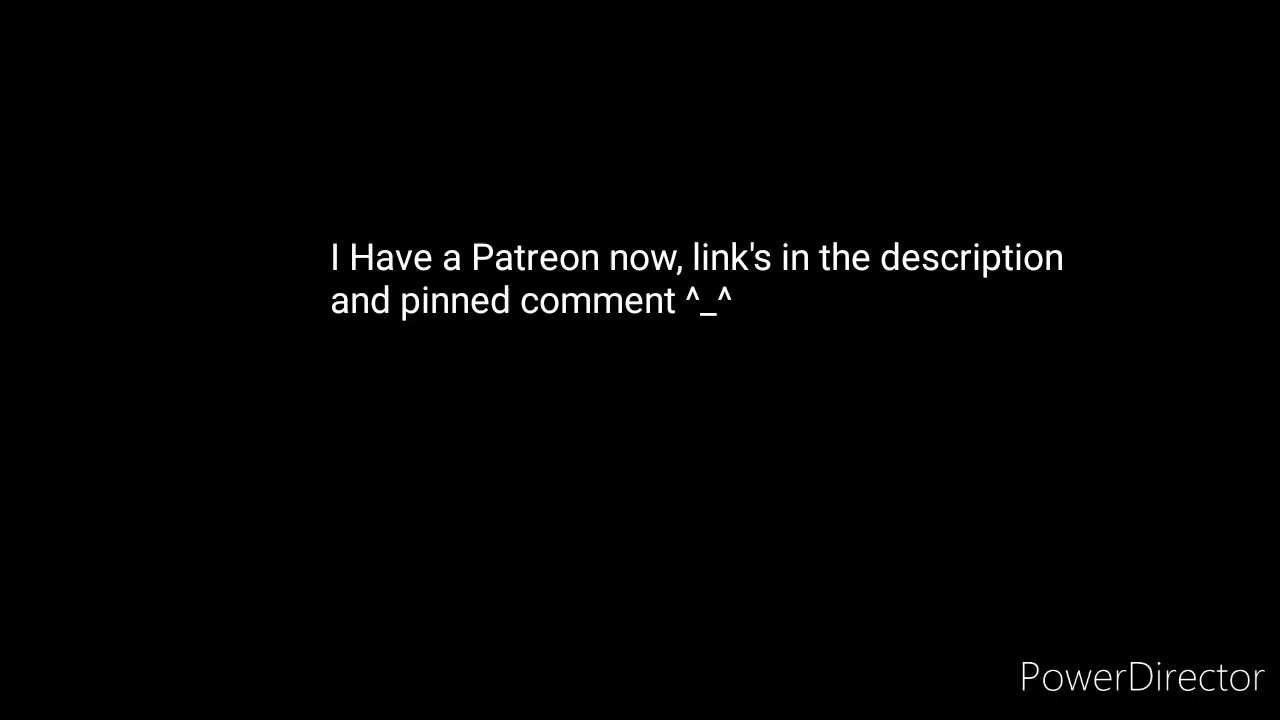 I Have a Patreon now, link's in the description
and pinned comment ^_^
PowerDirector